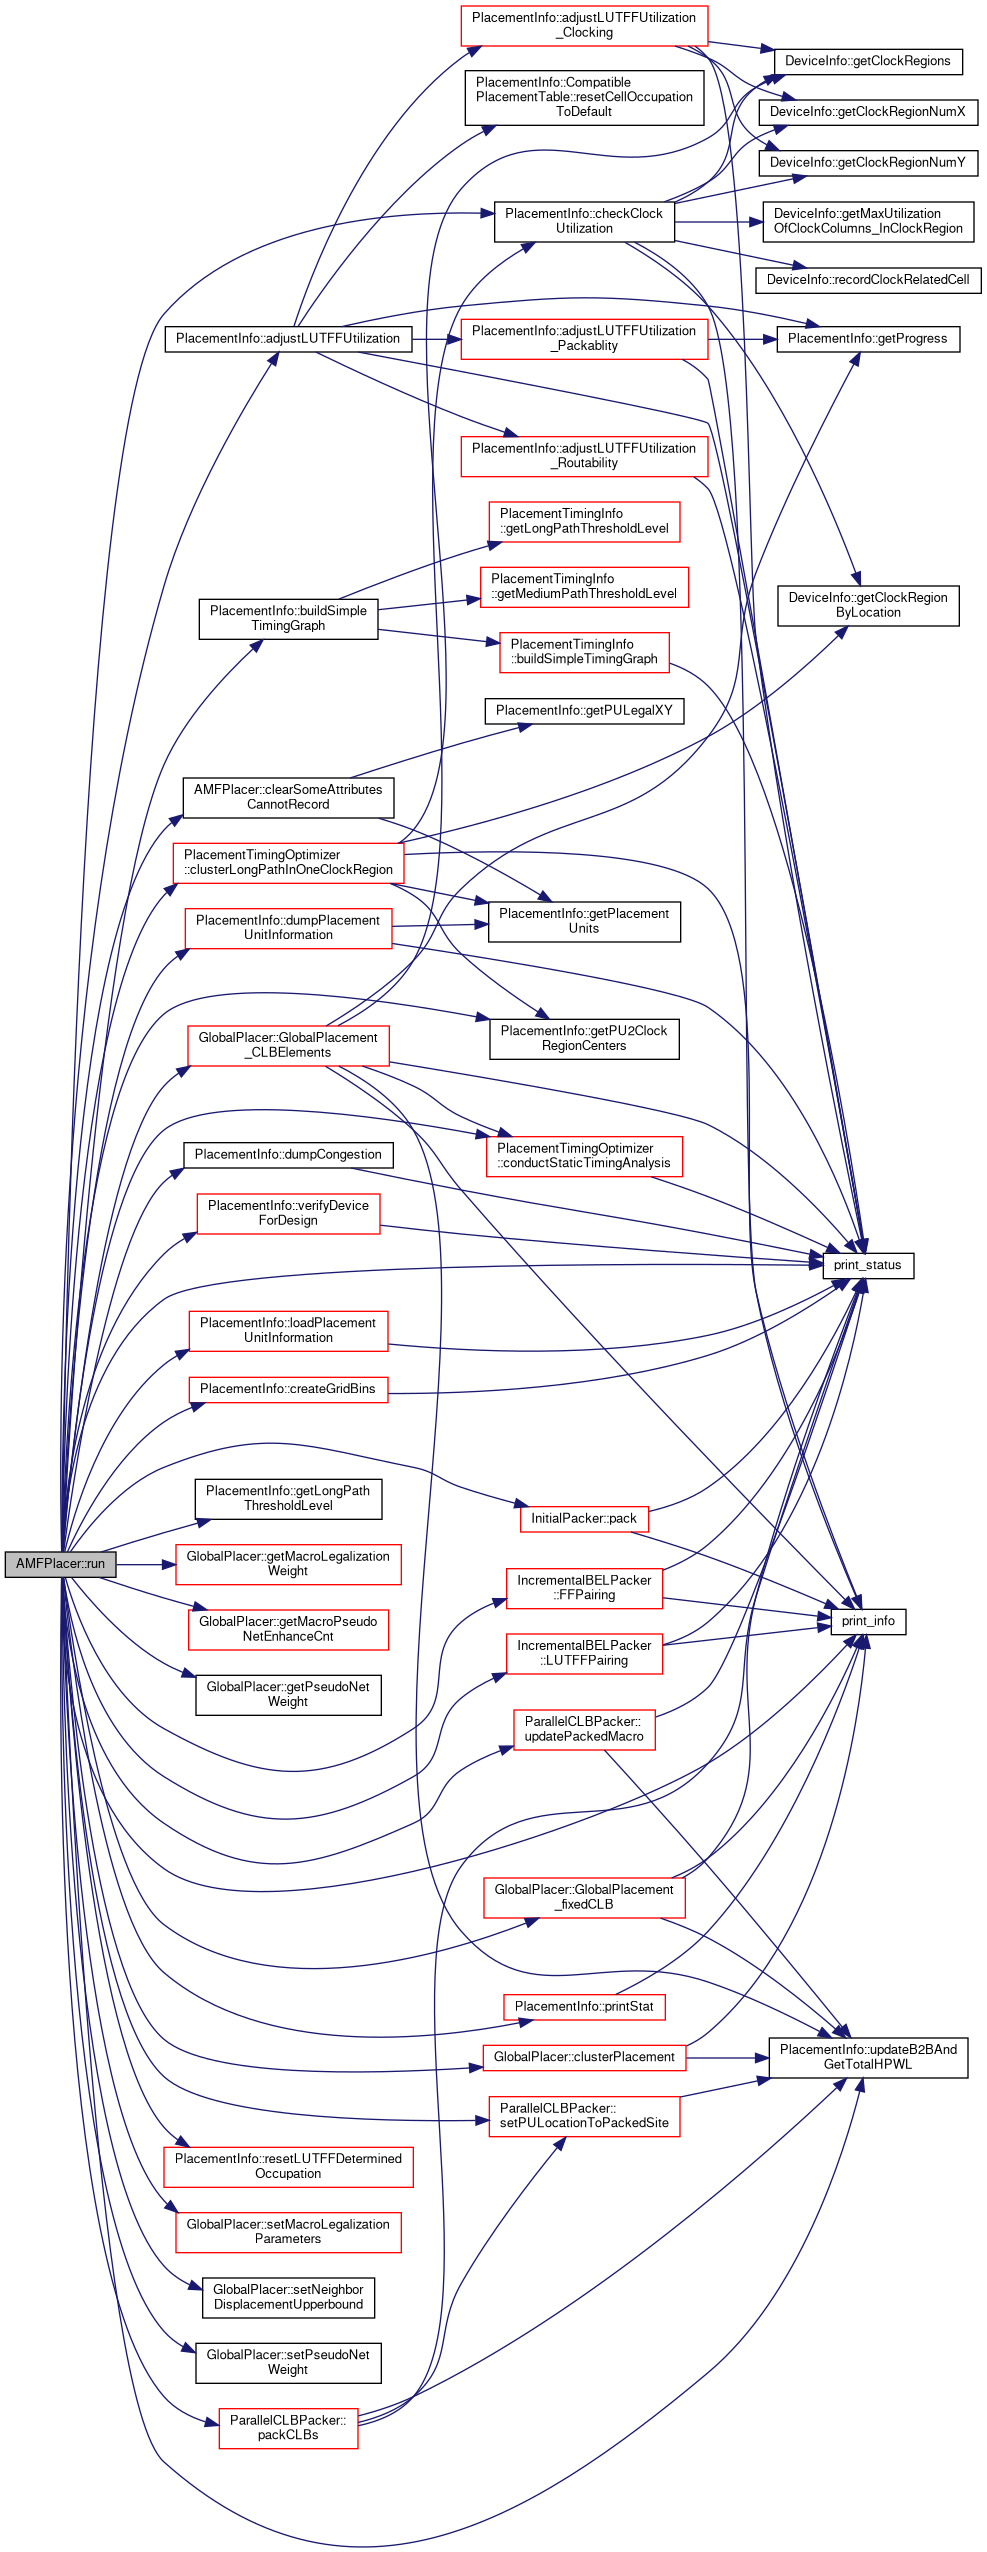 PlacementInfo::adjustLUTFFUtilization
_Clocking
DeviceInfo::getClockRegions
PlacementInfo::Compatible
PlacementTable::resetCellOccupation
ToDefault
DeviceInfo::getClockRegionNumX
DeviceInfo::getClockRegionNumY
PlacementInfo::checkClock
Utilization
DeviceInfo::getMaxUtilization
OfClockColumns_InClockRegion
DeviceInfo::recordClockRelatedCell
PlacementInfo::adjustLUTFFUtilization
PlacementInfo::adjustLUTFFUtilization
_Packablity
PlacementInfo::getProgress
PlacementInfo::adjustLUTFFUtilization
_Routability
PlacementTimingInfo
::getLongPathThresholdLevel
PlacementTimingInfo
::getMediumPathThresholdLevel
PlacementInfo::buildSimple
TimingGraph
DeviceInfo::getClockRegion
ByLocation
PlacementTimingInfo
::buildSimpleTimingGraph
PlacementInfo::getPULegalXY
AMFPlacer::clearSomeAttributes
CannotRecord
PlacementTimingOptimizer
::clusterLongPathInOneClockRegion
PlacementInfo::getPlacement
Units
PlacementInfo::dumpPlacement
UnitInformation
GlobalPlacer::GlobalPlacement
_CLBElements
PlacementInfo::getPU2Clock
RegionCenters
PlacementInfo::dumpCongestion
PlacementTimingOptimizer
::conductStaticTimingAnalysis
PlacementInfo::verifyDevice
ForDesign
print_status
PlacementInfo::loadPlacement
UnitInformation
PlacementInfo::createGridBins
PlacementInfo::getLongPath
ThresholdLevel
InitialPacker::pack
AMFPlacer::run
GlobalPlacer::getMacroLegalization
Weight
IncrementalBELPacker
::FFPairing
GlobalPlacer::getMacroPseudo
NetEnhanceCnt
print_info
IncrementalBELPacker
::LUTFFPairing
GlobalPlacer::getPseudoNet
Weight
ParallelCLBPacker::
updatePackedMacro
GlobalPlacer::GlobalPlacement
_fixedCLB
PlacementInfo::printStat
GlobalPlacer::clusterPlacement
PlacementInfo::updateB2BAnd
GetTotalHPWL
ParallelCLBPacker::
setPULocationToPackedSite
PlacementInfo::resetLUTFFDetermined
Occupation
GlobalPlacer::setMacroLegalization
Parameters
GlobalPlacer::setNeighbor
DisplacementUpperbound
GlobalPlacer::setPseudoNet
Weight
ParallelCLBPacker::
packCLBs